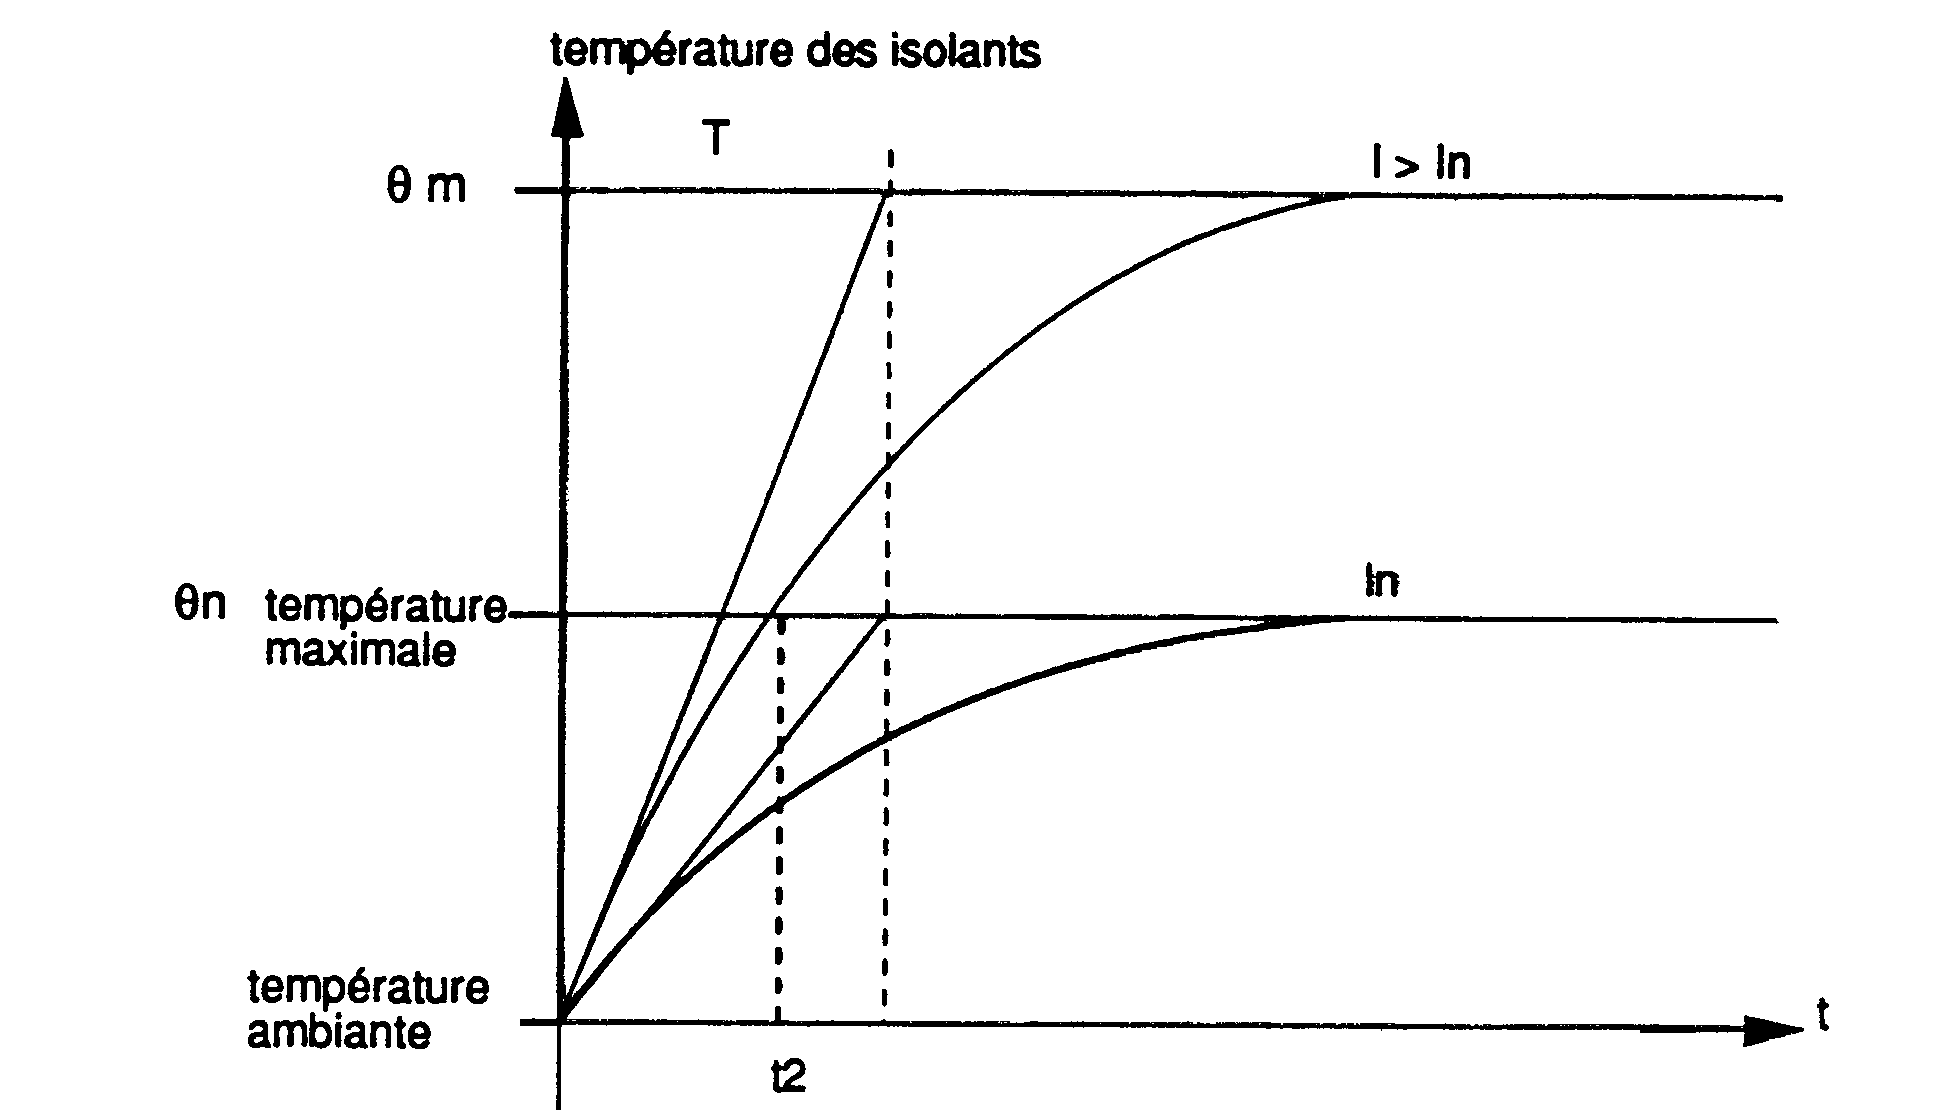 température des isolants
T
θ m
I > In
θn température
maximale
In
température
ambiante
t
t2